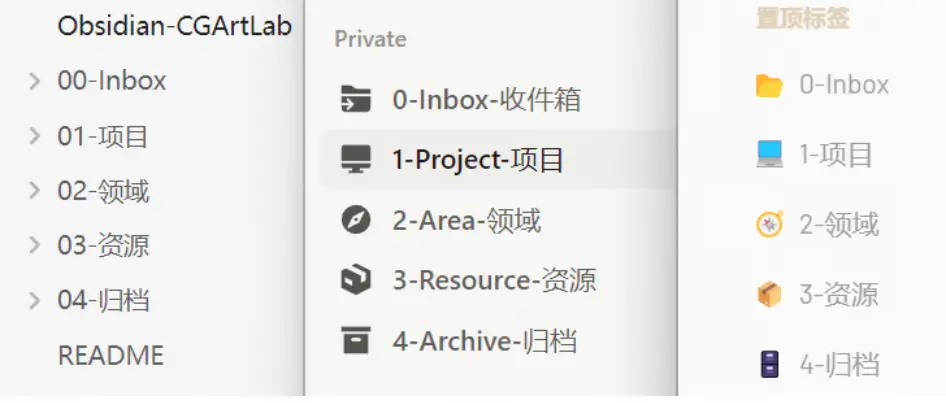 Obsidian-CGArtLab
00-Inbox
01-项目
02-领域
03-资源
04-归档
README
Private
0-Inbox-收件箱
1-Project-项目
2-Area-领域
3-Resource-资源
4-Archive-归档
置顶标签
0-Inbox
1-项目
2-领域
3-资源
4-归档